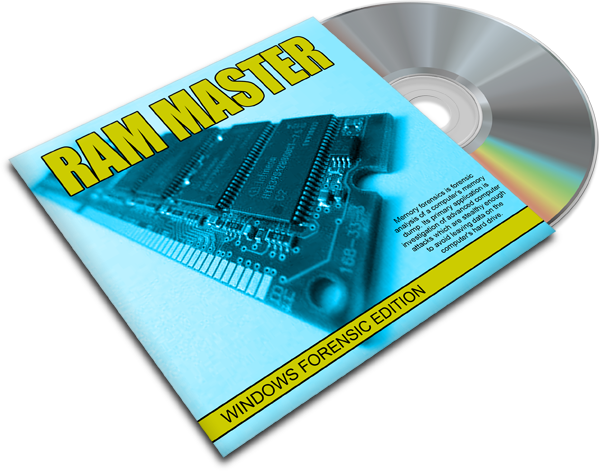 RAM MASTER
Infineon
Memory forensics is forensic
analysis of a computer's memory
dump. Its primary application is
investigation of advanced computer
attacks which are stealthy enough
to avoid leaving data on the
computer's hard drive.
WINDOWS FORENSIC EDITION